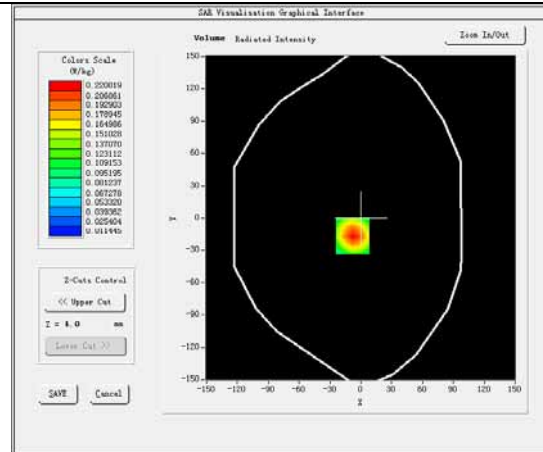 SAR Visualisation Graphical Interface
Colors Scale
(W/kg)
0.220819
0.206861
0.192903
0.178945
0.164986
0.151028
0.137070
0.123112
0.109153
0.095195
0.081237
0.067278
0.053320
0.039362
0.025404
0.011445
Volume Radiated Intensity
Zoom In/Out
150
120
90
60
30
0
-30
-60
-90
-120
-150
Y
-150 -120 -90 -60 -30 0 30 60 90 120 150
X
Z-Cuts Control
<< Upper Cut
Z = 4.0 mm
Lower Cut >>
SAVE Cancel